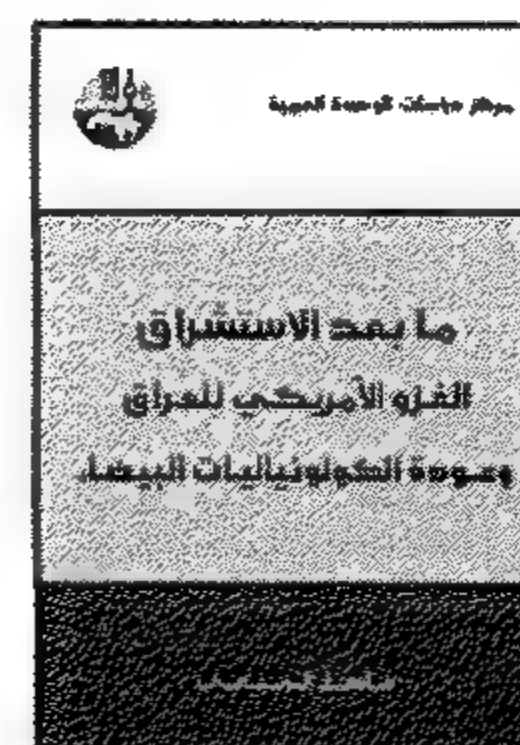 مركز دراسات الوحدة العربية
ما بعد الاستشراق
الغزو الأمريكي للعراق
وعودة الكولونياليات البيضاء